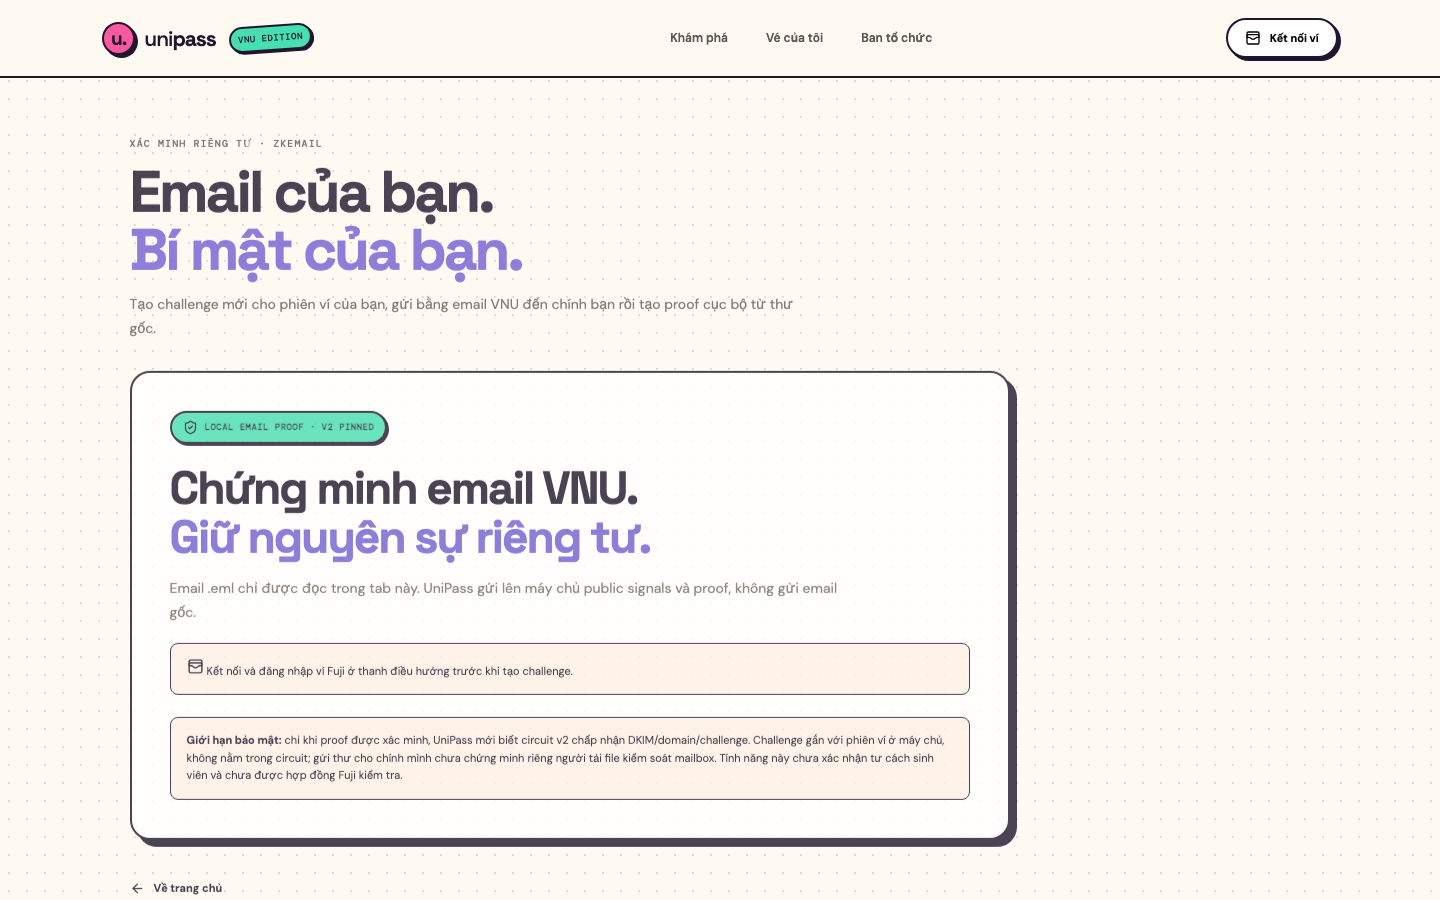 u. unipass VNU EDITION
Khám phá Vé của tôi Ban tổ chức
Kết nối ví
XÁC MINH RIÊNG TƯ · ZKEMAIL
Email của bạn.
Bí mật của bạn.
Tạo challenge mới cho phiên ví của bạn, gửi bằng email VNU đến chính bạn rồi tạo proof cục bộ từ thư
gốc.
LOCAL EMAIL PROOF · V2 PINNED
Chứng minh email VNU.
Giữ nguyên sự riêng tư.
Email .eml chỉ được đọc trong tab này. UniPass gửi lên máy chủ public signals và proof, không gửi email
gốc.
Kết nối và đăng nhập ví Fuji ở thanh điều hướng trước khi tạo challenge.
Giới hạn bảo mật: chỉ khi proof được xác minh, UniPass mới biết circuit v2 chấp nhận DKIM/domain/challenge. Challenge gắn với phiên ví ở máy chủ,
không nằm trong circuit; gửi thư cho chính mình chưa chứng minh riêng người tải file kiểm soát mailbox. Tính năng này chưa xác nhận tư cách sinh
viên và chưa được hợp đồng Fuji kiểm tra.
Về trang chủ